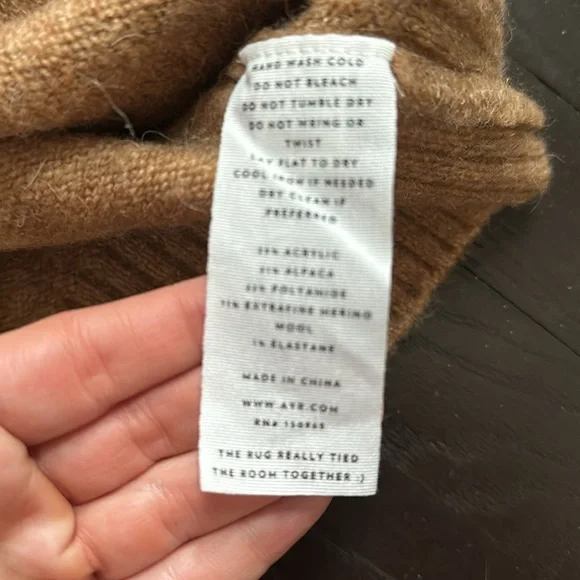 HAND WASH COLD
DO NOT BLEACH
DO NOT TUMBLE DRY
DO NOT WRING OR
TWIST
LAY FLAT TO DRY
COOL IRON IF NEEDED
DRY CLEAN IF
PREFERRED
ACRYLIC
ALPACA
POLYAMIDE
EXTRAFINE MERINO
WOOL
1% ELASTANE
MADE IN CHINA
WWW.AYR.COM
RN#
THE RUG REALLY TIED
THE ROOM TOGETHER :)